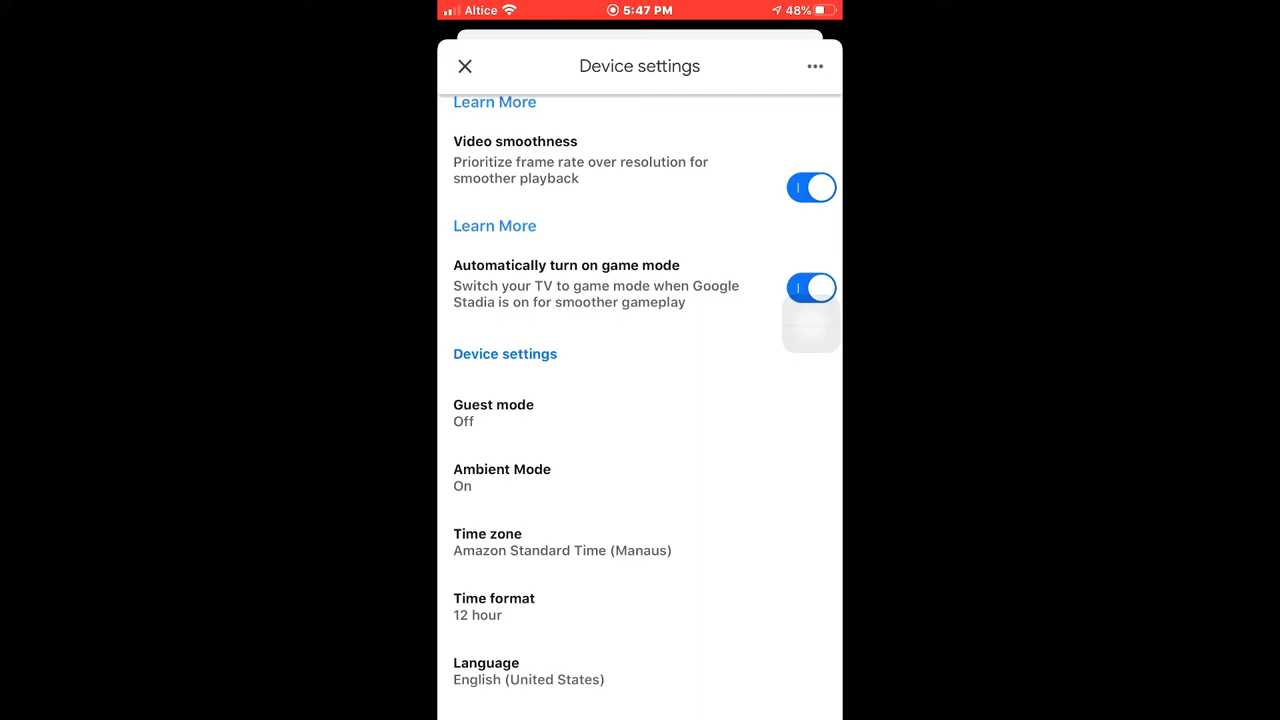 Altice 5:47 PM 48%
Device settings
Learn More
Video smoothness
Prioritize frame rate over resolution for
smoother playback
Learn More
Automatically turn on game mode
Switch your TV to game mode when Google
Stadia is on for smoother gameplay
Device settings
Guest mode
Off
Ambient Mode
On
Time zone
Amazon Standard Time (Manaus)
Time format
12 hour
Language
English (United States)